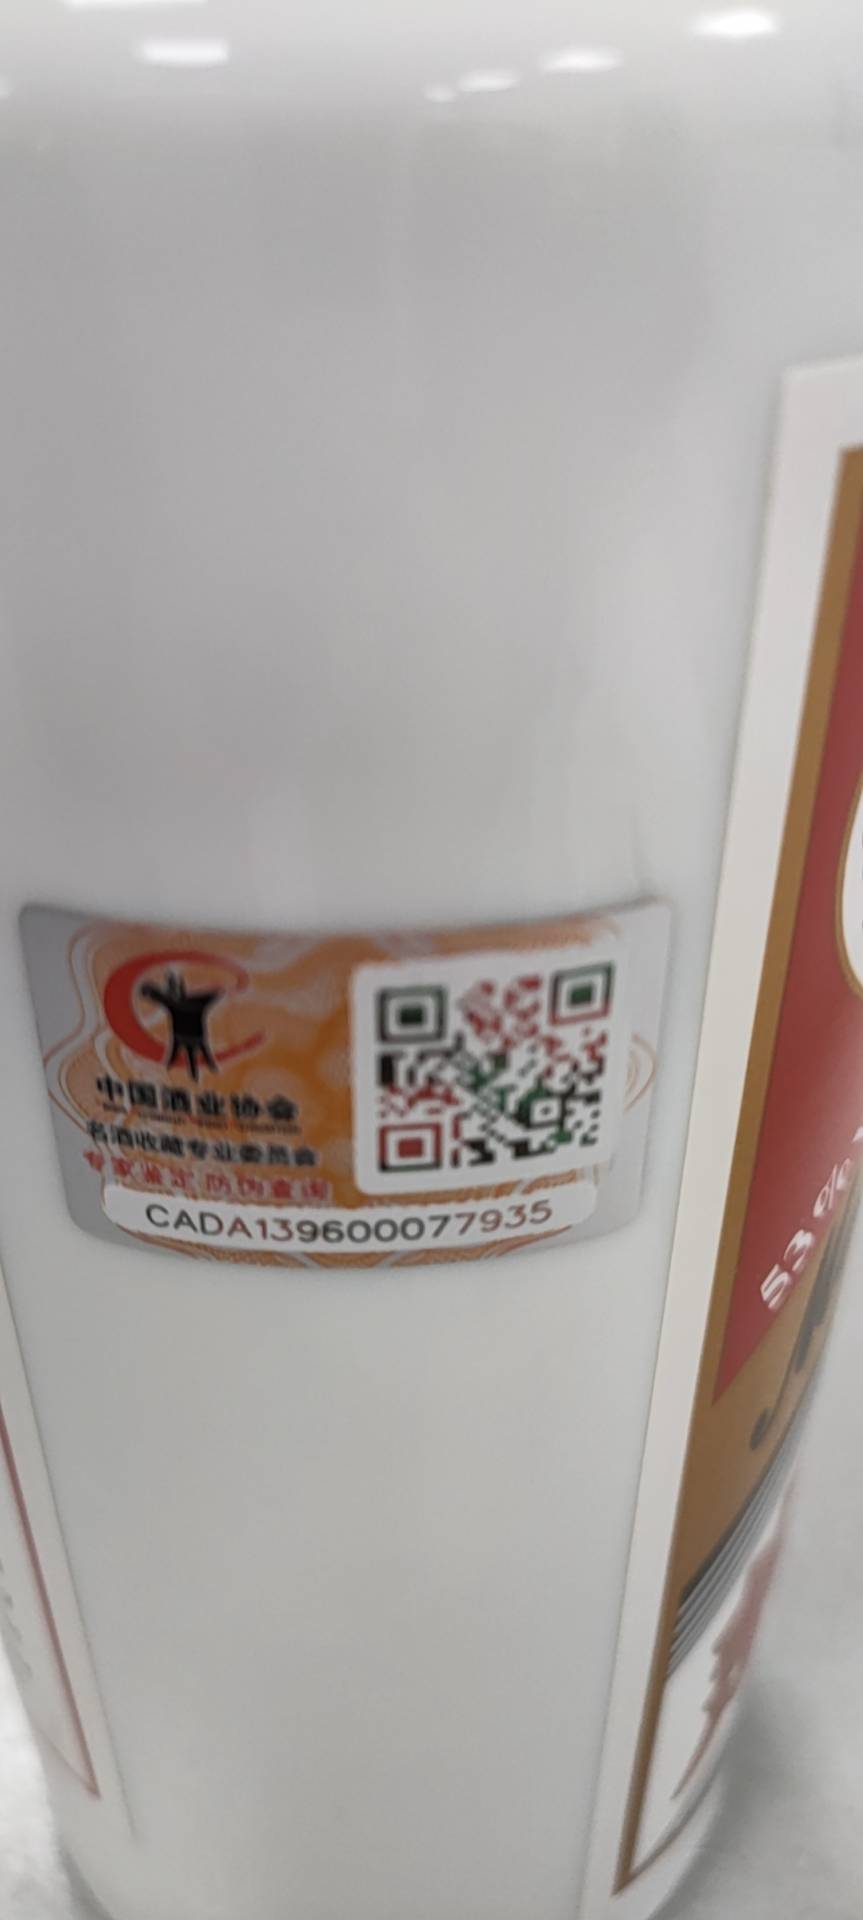 中国酒业协会
名酒收藏专业委员会
专家鉴定 防伪查询
CADA139600077935
53%